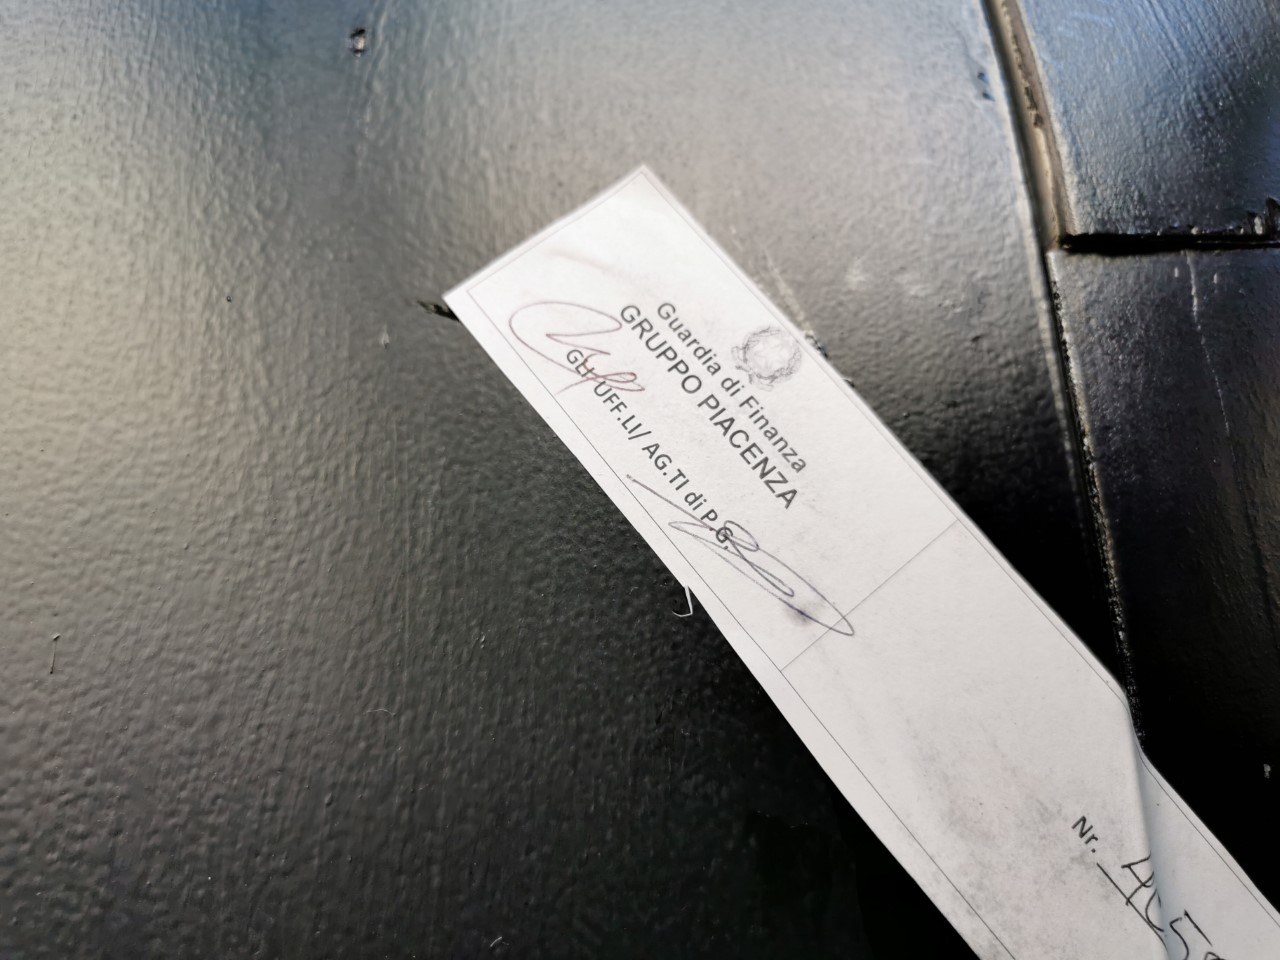 Guardia di Finanza
GRUPPO PIACENZA
GLI UFF.LI/ AG.TI di P.G.
Nr.